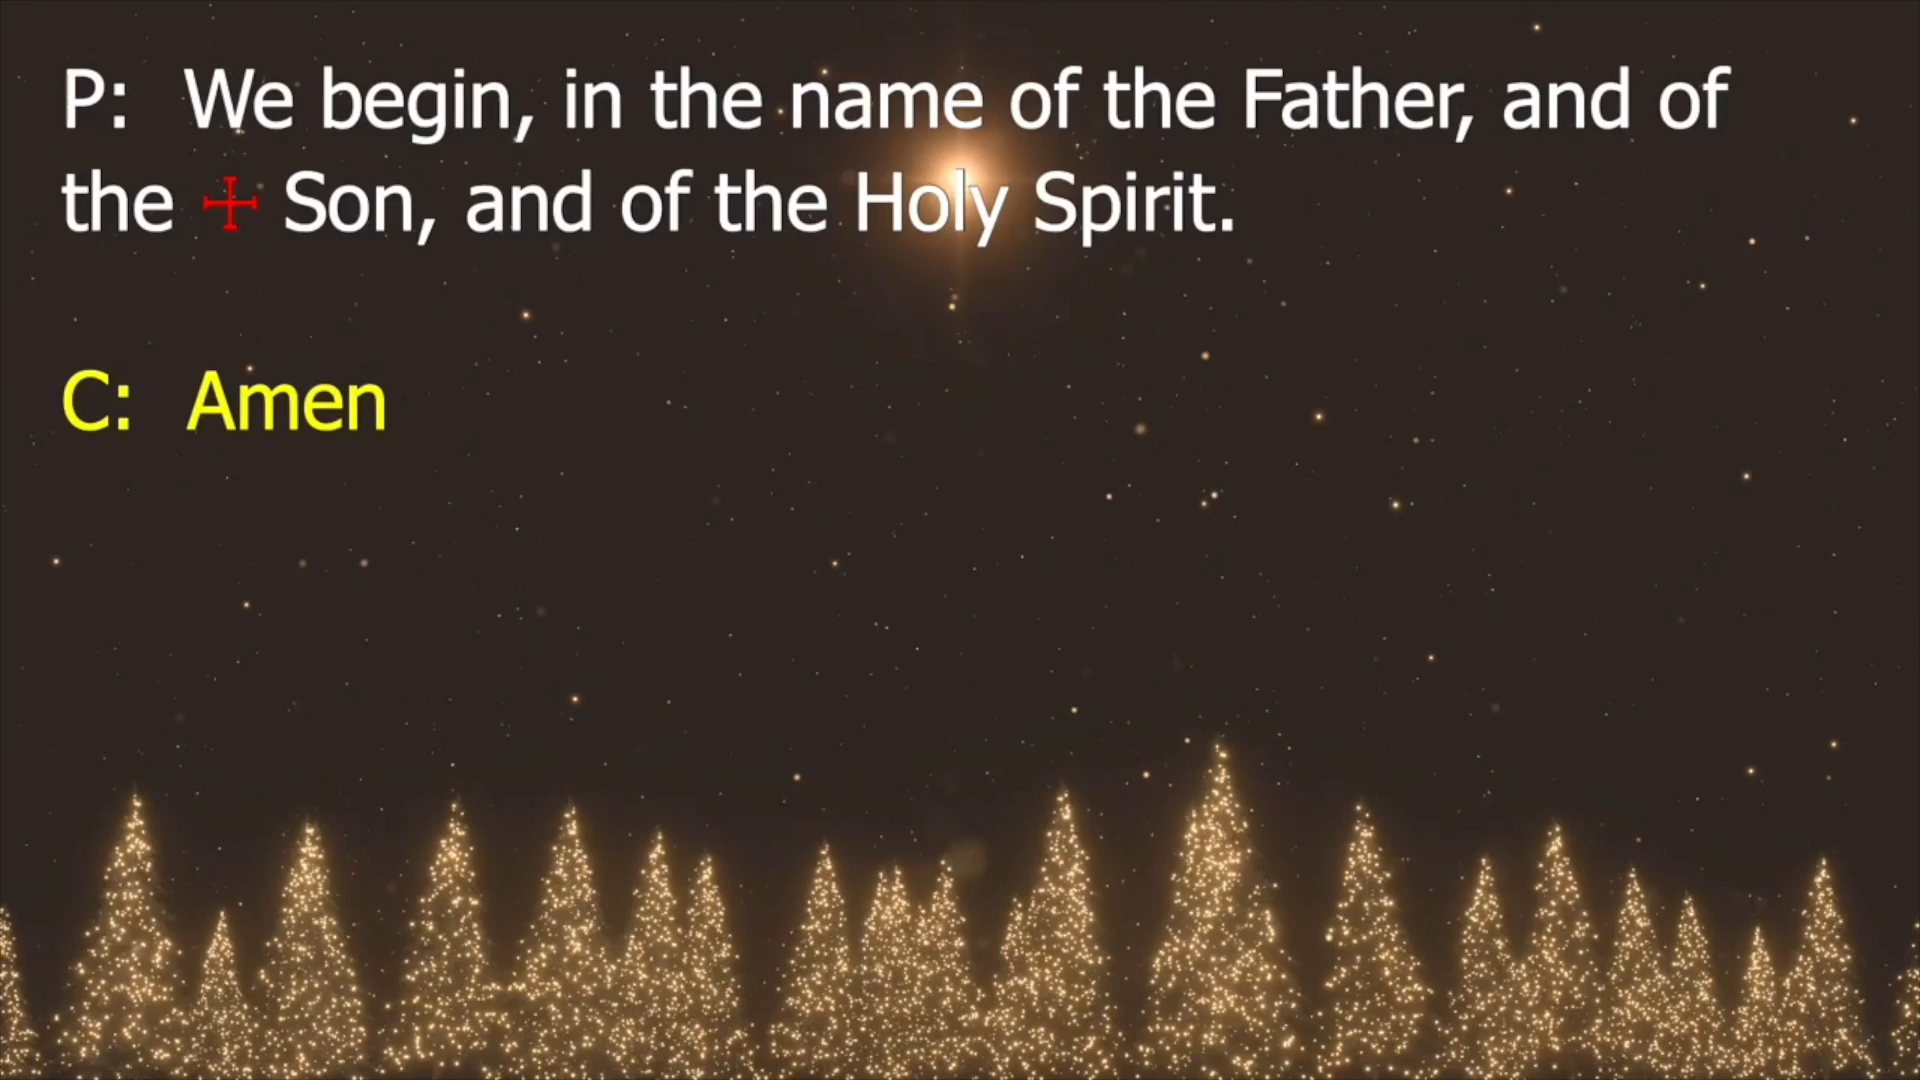 P: We begin, in the name of the Father, and of
the ☩ Son, and of the Holy Spirit.
C: Amen